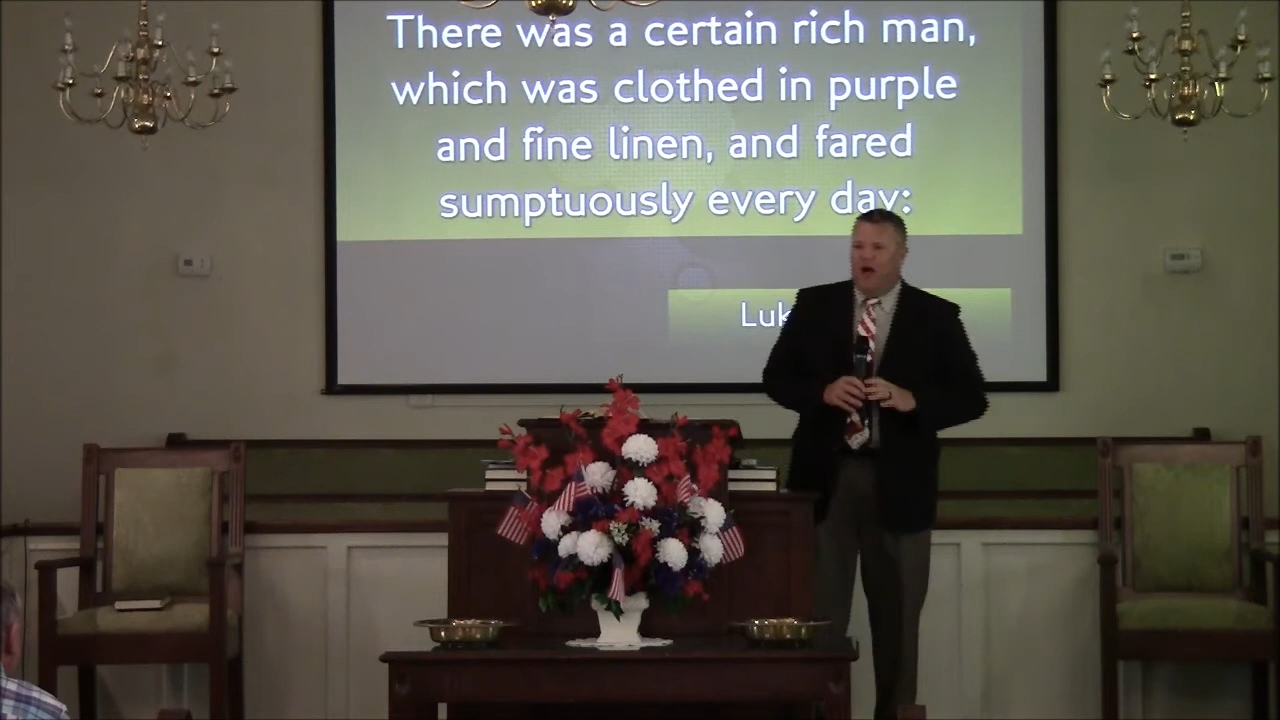 There was a certain rich man,
which was clothed in purple
and fine linen, and fared
sumptuously every day:
Luk